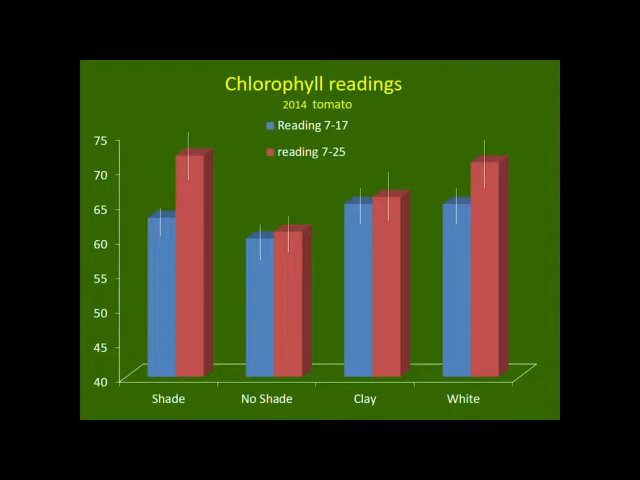 Chlorophyll readings
2014 tomato
Reading 7-17
reading 7-25
75
70
65
60
55
50
45
40
Shade No Shade Clay White